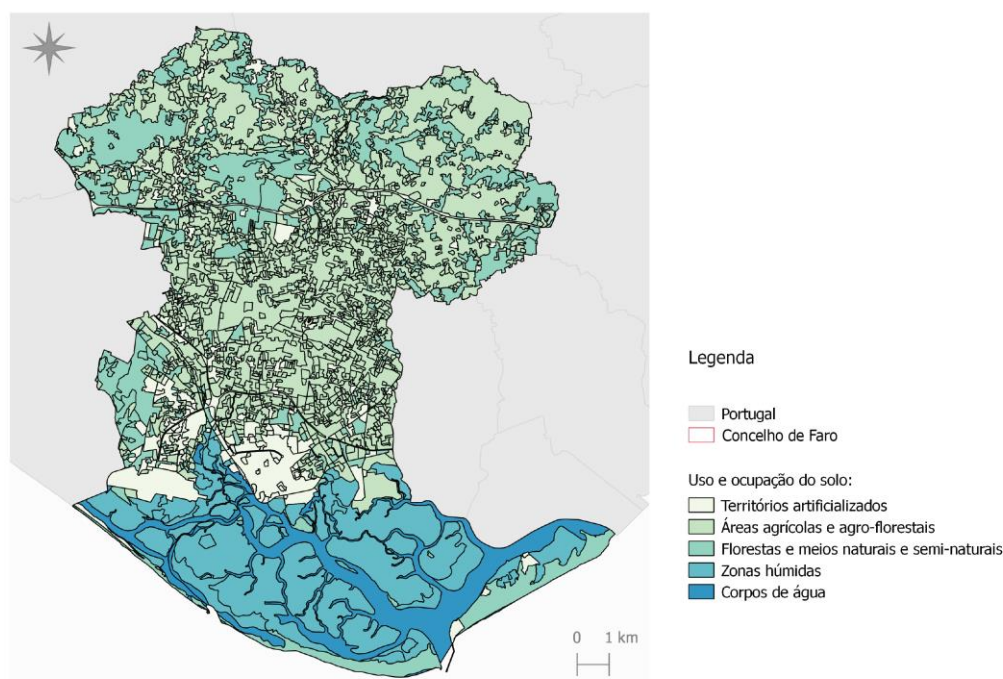 Legenda
Portugal
Concelho de Faro
Uso e ocupação do solo:
Territórios artificializados
Áreas agrícolas e agro-florestais
Florestas e meios naturais e semi-naturais
Zonas húmidas
Corpos de água
0 1 km